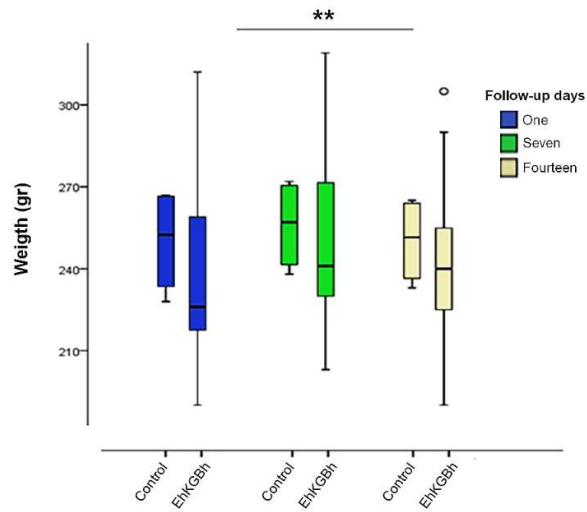 **
Follow-up days
One
Seven
Fourteen
Weigth (gr)
300
270
240
210
Control
EhKGBh
Control
EhKGBh
Control
EhKGBh